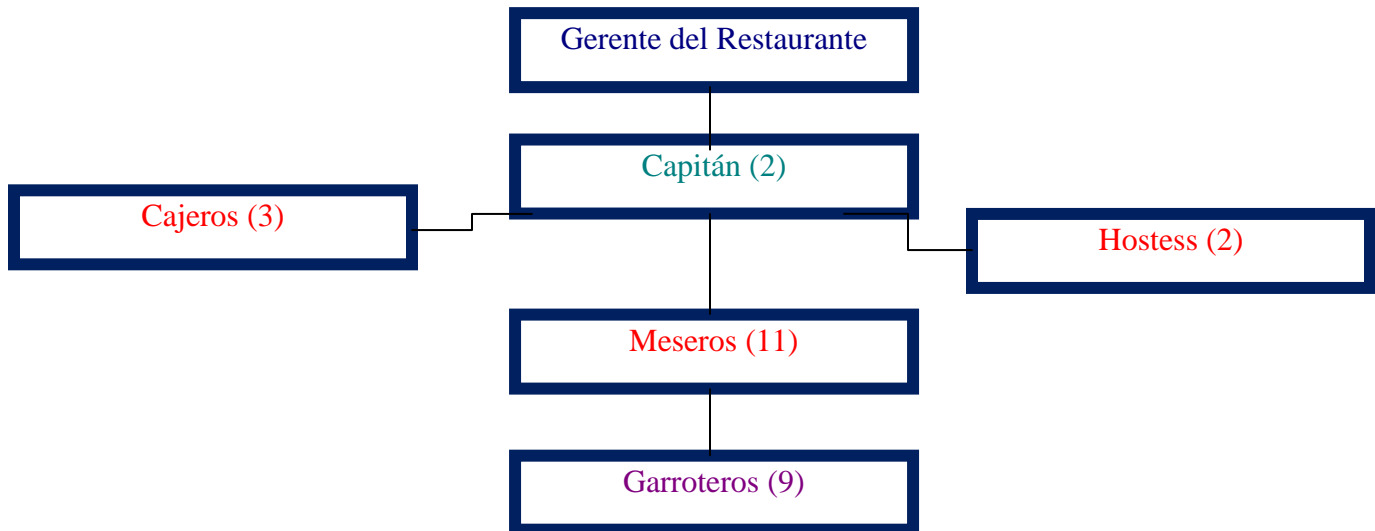 Gerente del Restaurante
Capitán (2)
Cajeros (3)
Hostess (2)
Meseros (11)
Garroteros (9)